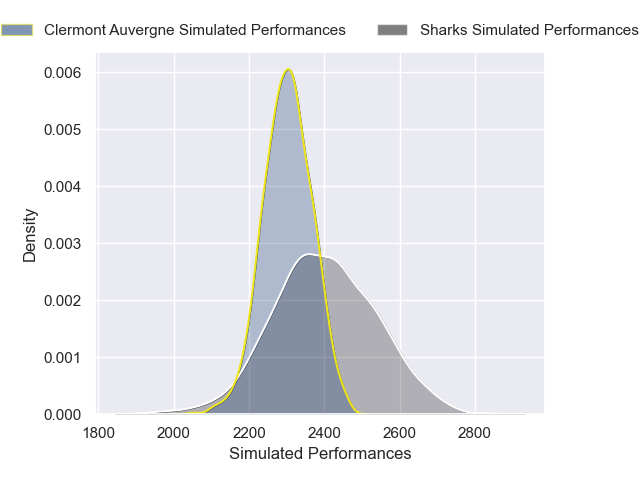 Clermont Auvergne Simulated Performances
Sharks Simulated Performances
0.006
0.005
0.004
0.003
0.002
0.001
0.000
Density
1800 2000 2200 2400 2600 2800
Simulated Performances